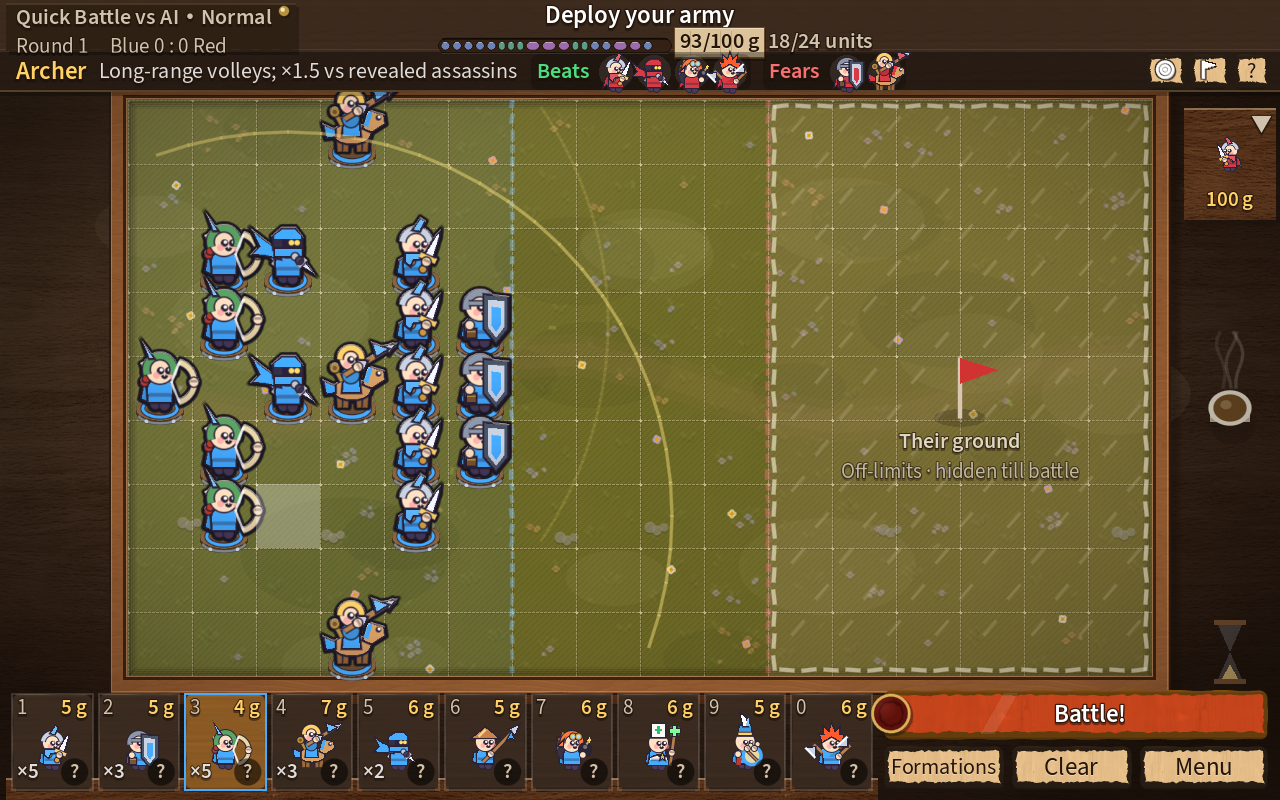 Quick Battle vs AI • Normal
Round 1 Blue 0 : 0 Red
Deploy your army
93/100 g 18/24 units
Archer Long-range volleys; ×1.5 vs revealed assassins Beats Fears
?
100 g
Their ground
Off-limits · hidden till battle
1 5 g ×5 ?
2 5 g ×3 ?
3 4 g ×5 ?
4 7 g ×3 ?
5 6 g ×2 ?
6 5 g ?
7 6 g ?
8 6 g ?
9 5 g ?
0 6 g ?
Battle!
Formations Clear Menu